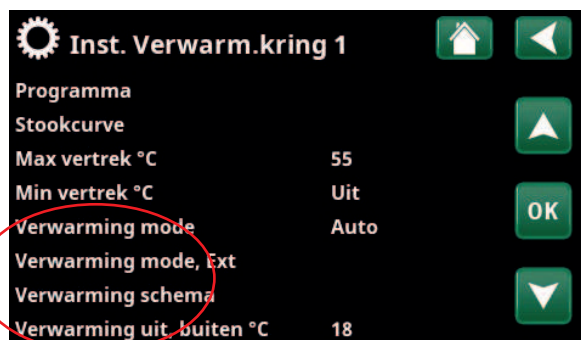 Inst. Verwarm.kring 1
Programma
Stookcurve
Max vertrek °C 55
Min vertrek °C Uit
Verwarming mode Auto
OK
Verwarming mode, Ext
Verwarming schema
Verwarming uit, buiten °C 18